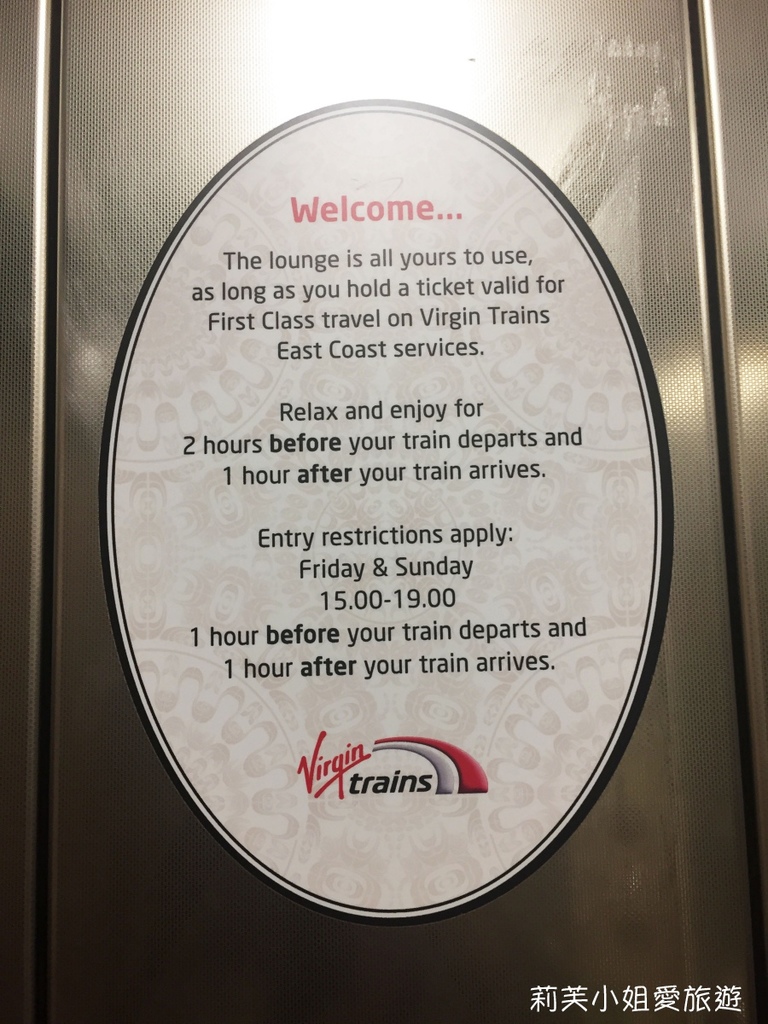 Welcome...
The lounge is all yours to use,
as long as you hold a ticket valid for
First Class travel on Virgin Trains
East Coast services.
Relax and enjoy for
2 hours before your train departs and
1 hour after your train arrives.
Entry restrictions apply:
Friday & Sunday
15.00-19.00
1 hour before your train departs and
1 hour after your train arrives.
Virgin
trains
莉芙小姐愛旅遊